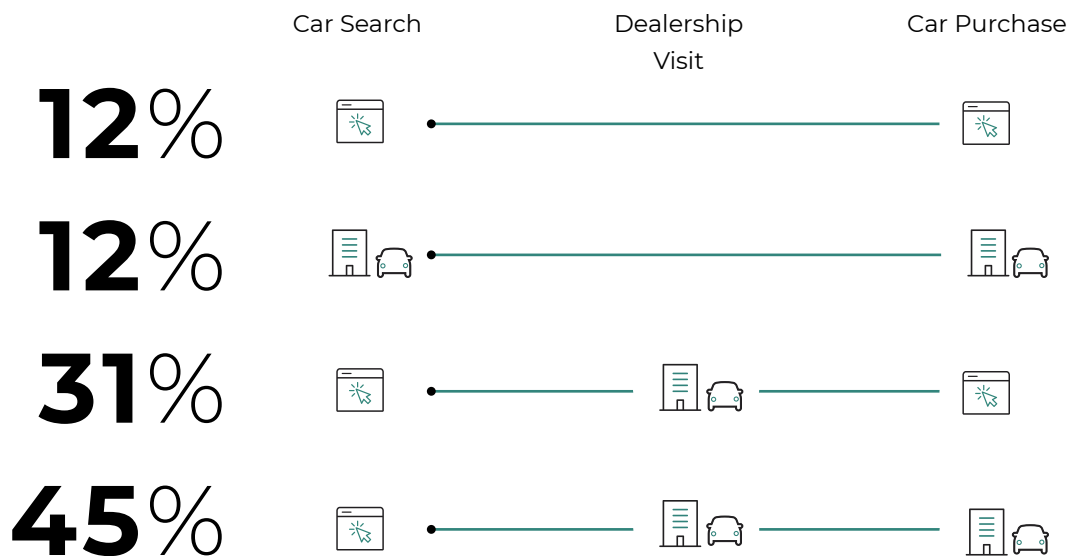 Car Search
Dealership
Visit
Car Purchase
12%
12%
31%
45%